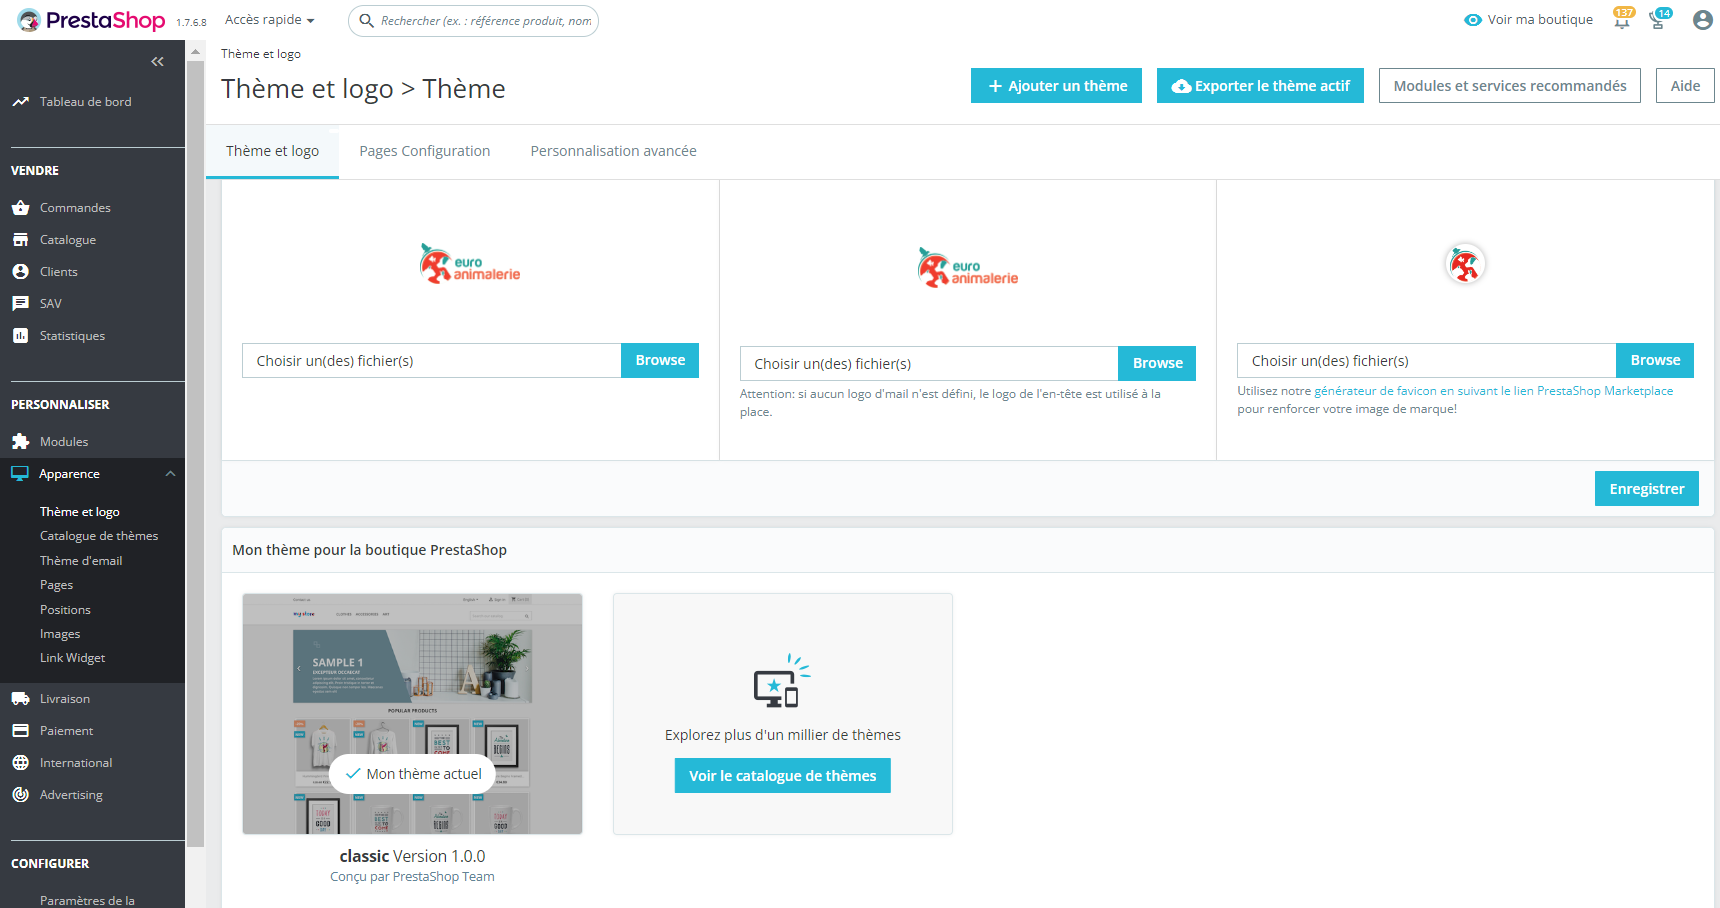 PrestaShop 1.7.6.8 Accès rapide
Rechercher (ex. : référence produit, nom
Voir ma boutique 137 14
Tableau de bord
VENDRE
Commandes
Catalogue
Clients
SAV
Statistiques
PERSONNALISER
Modules
Apparence
Thème et logo
Catalogue de thèmes
Thème d'email
Pages
Positions
Images
Link Widget
Livraison
Paiement
International
Advertising
CONFIGURER
Paramètres de la
Thème et logo
Thème et logo > Thème
Ajouter un thème
Exporter le thème actif
Modules et services recommandés
Aide
Thème et logo Pages Configuration Personnalisation avancée
euro
animalerie
Choisir un(des) fichier(s) Browse
euro
animalerie
Choisir un(des) fichier(s) Browse
Attention: si aucun logo d'mail n'est défini, le logo de l'en-tête est utilisé à la
place.
Choisir un(des) fichier(s) Browse
Utilisez notre générateur de favicon en suivant le lien PrestaShop Marketplace
pour renforcer votre image de marque!
Enregistrer
Mon thème pour la boutique PrestaShop
SAMPLE 1
EXCEPTEUR OCCAECAT
POPULAR PRODUCTS
Mon thème actuel
classic Version 1.0.0
Conçu par PrestaShop Team
Explorez plus d'un millier de thèmes
Voir le catalogue de thèmes